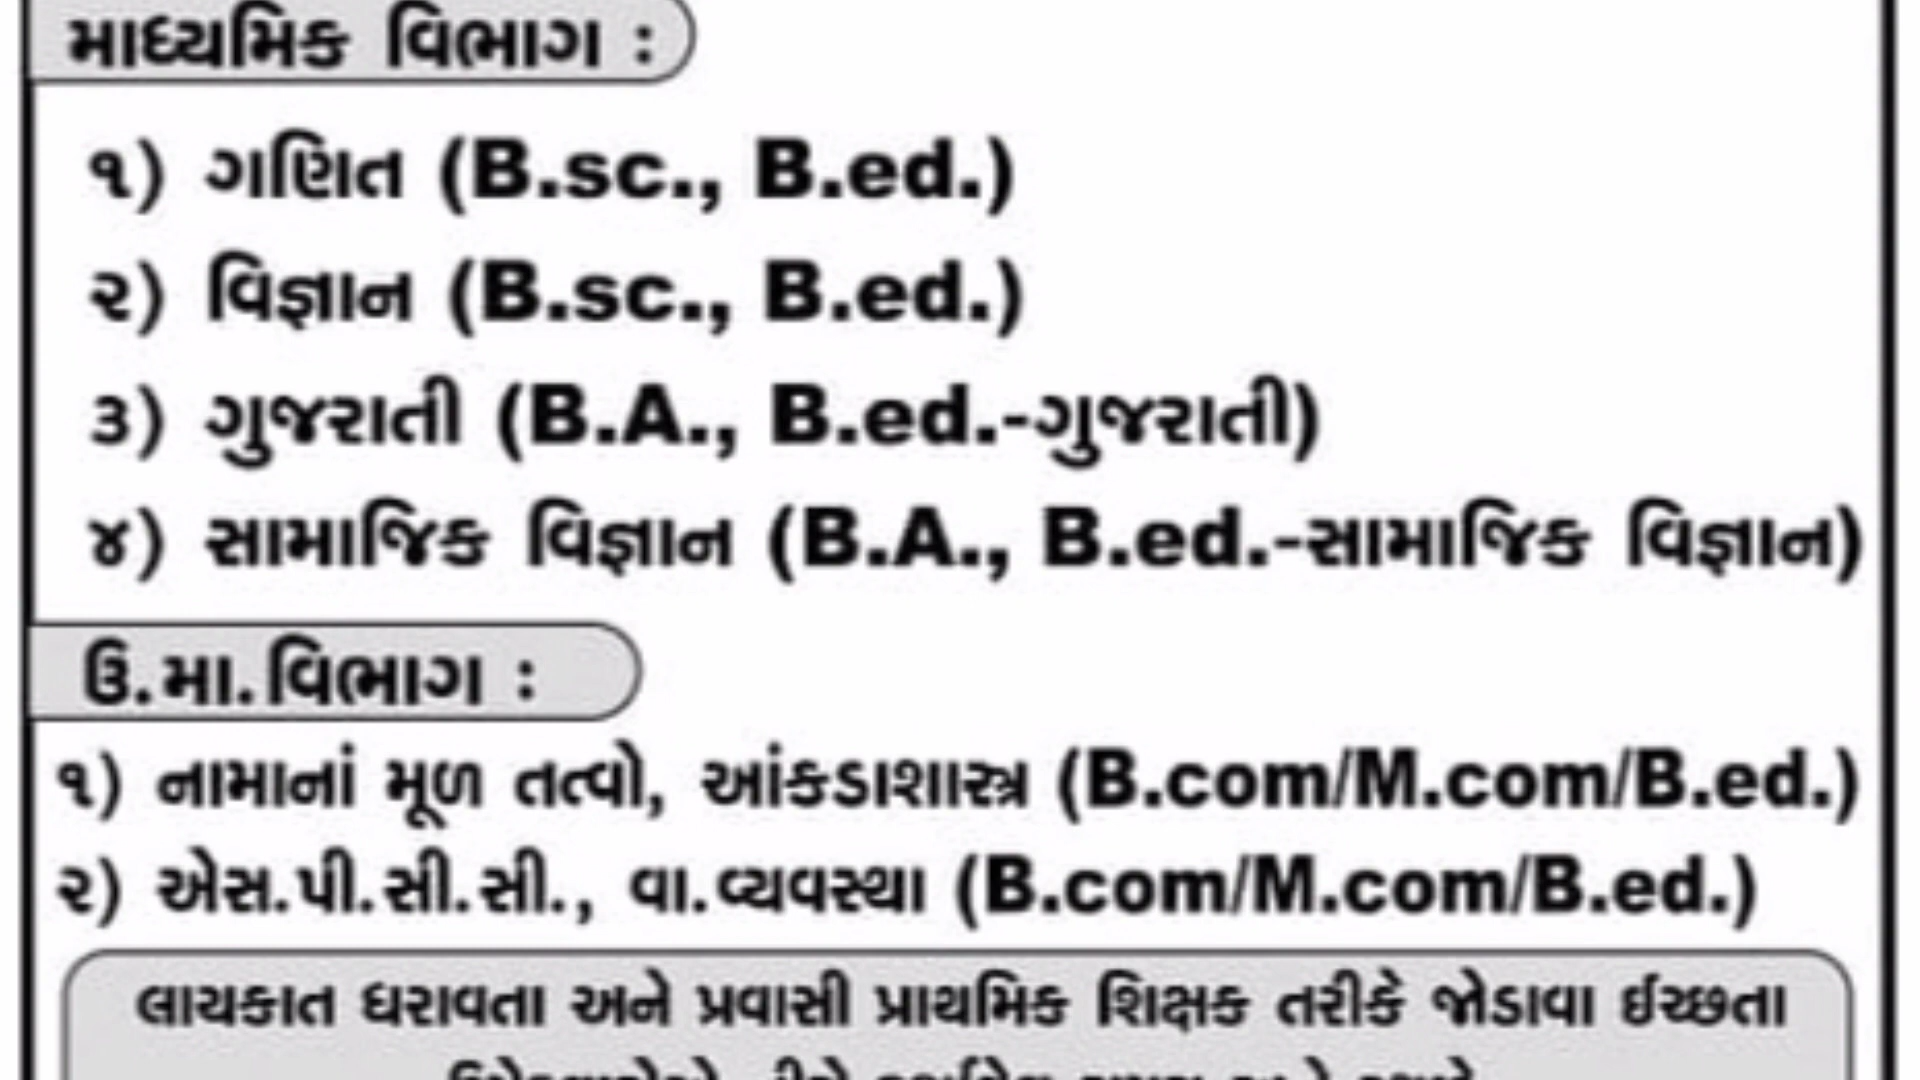 માધ્યમિક વિભાગ :
૧) ગણિત (B.sc., B.ed.)
૨) વિજ્ઞાન (B.sc., B.ed.)
૩) ગુજરાતી (B.A., B.ed.-ગુજરાતી)
૪) સામાજિક વિજ્ઞાન (B.A., B.ed.-સામાજિક વિજ્ઞાન)
ઉ.મા.વિભાગ :
૧) નામાનાં મૂળ તત્વો, આંકડાશાસ્ત્ર (B.com/M.com/B.ed.)
૨) એસ.પી.સી.સી., વા.વ્યવસ્થા (B.com/M.com/B.ed.)
લાયકાત ધરાવતા અને પ્રવાસી પ્રાથમિક શિક્ષક તરીકે જોડાવા ઈચ્છતા